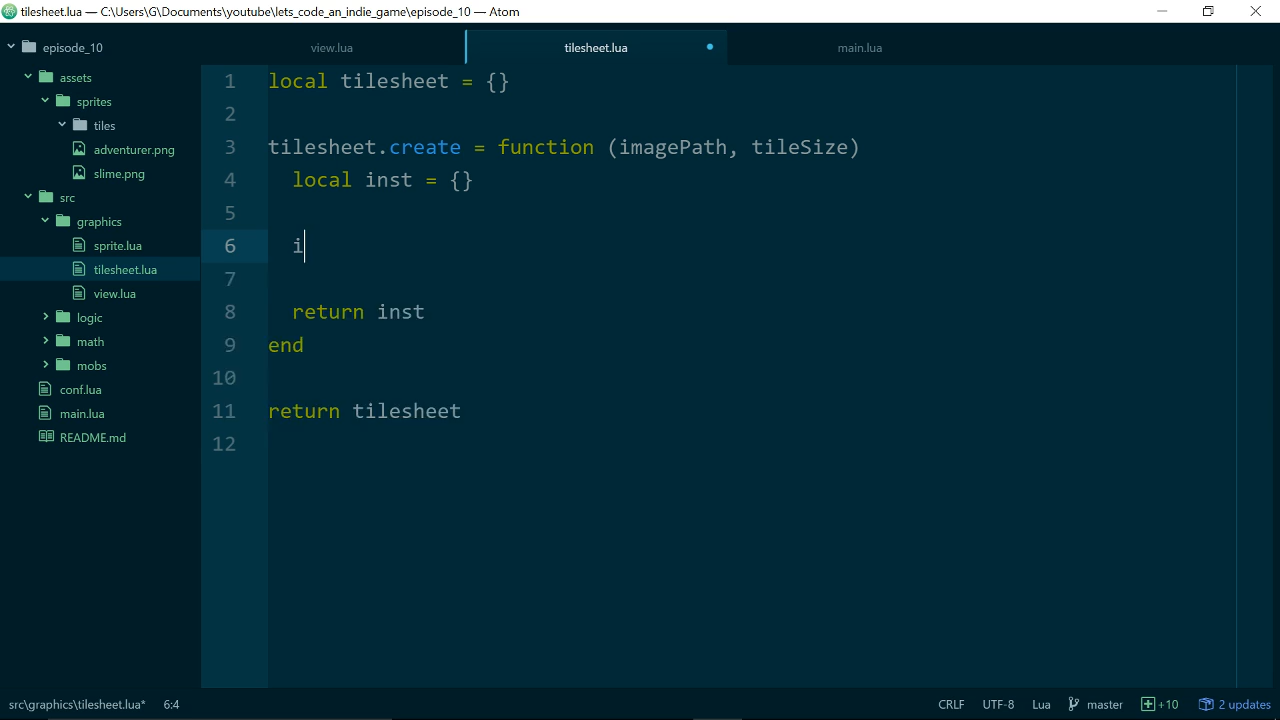 tilesheet.lua — C:\Users\G\Documents\youtube\lets_code_an_indie_game\episode_10 — Atom
episode_10
assets
sprites
tiles
adventurer.png
slime.png
src
graphics
sprite.lua
tilesheet.lua
view.lua
logic
math
mobs
conf.lua
main.lua
README.md
view.lua tilesheet.lua main.lua
1 local tilesheet = {}
2
3 tilesheet.create = function (imagePath, tileSize)
4 local inst = {}
5
6 i
7
8 return inst
9 end
10
11 return tilesheet
12
src\graphics\tilesheet.lua* 6:4 CRLF UTF-8 Lua master +10 2 updates